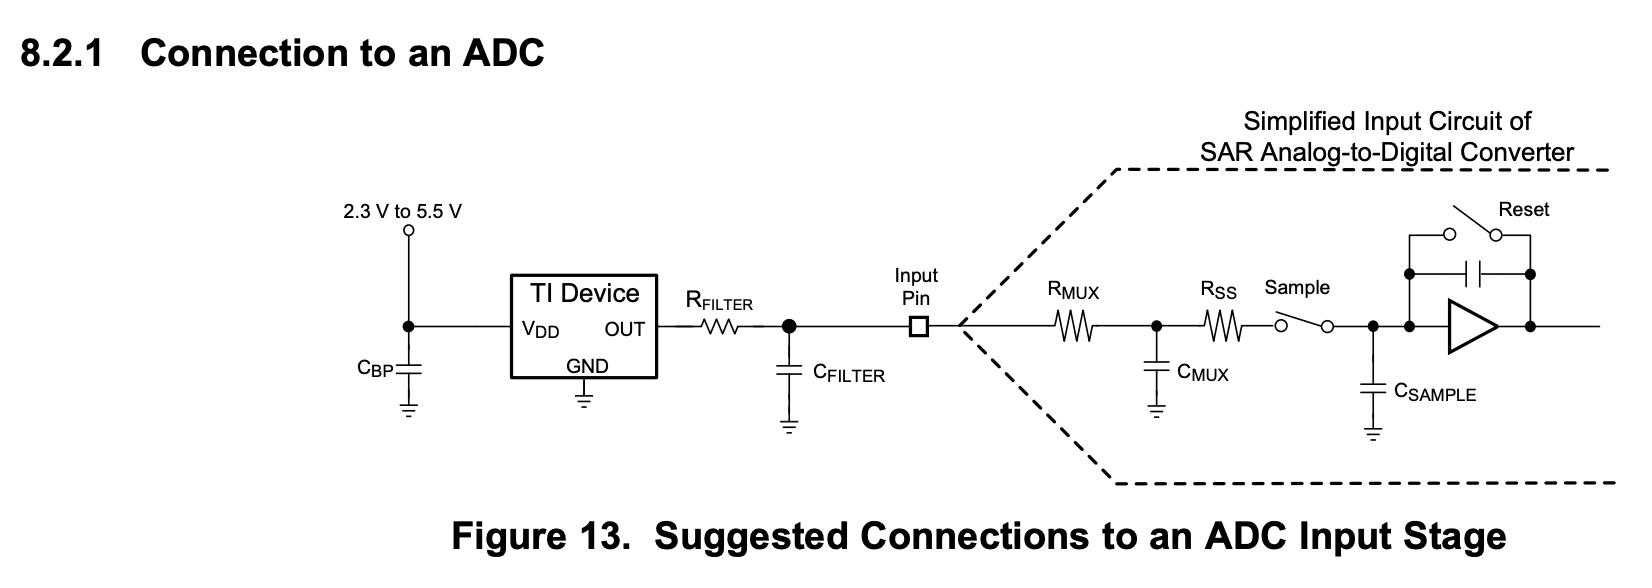 8.2.1 Connection to an ADC
Simplified Input Circuit of
SAR Analog-to-Digital Converter
2.3 V to 5.5 V
Reset
Input
Pin
TI Device
RFILTER
RMUX
RSS
Sample
VDD
OUT
GND
CBP
CFILTER
CMUX
CSAMPLE
Figure 13. Suggested Connections to an ADC Input Stage